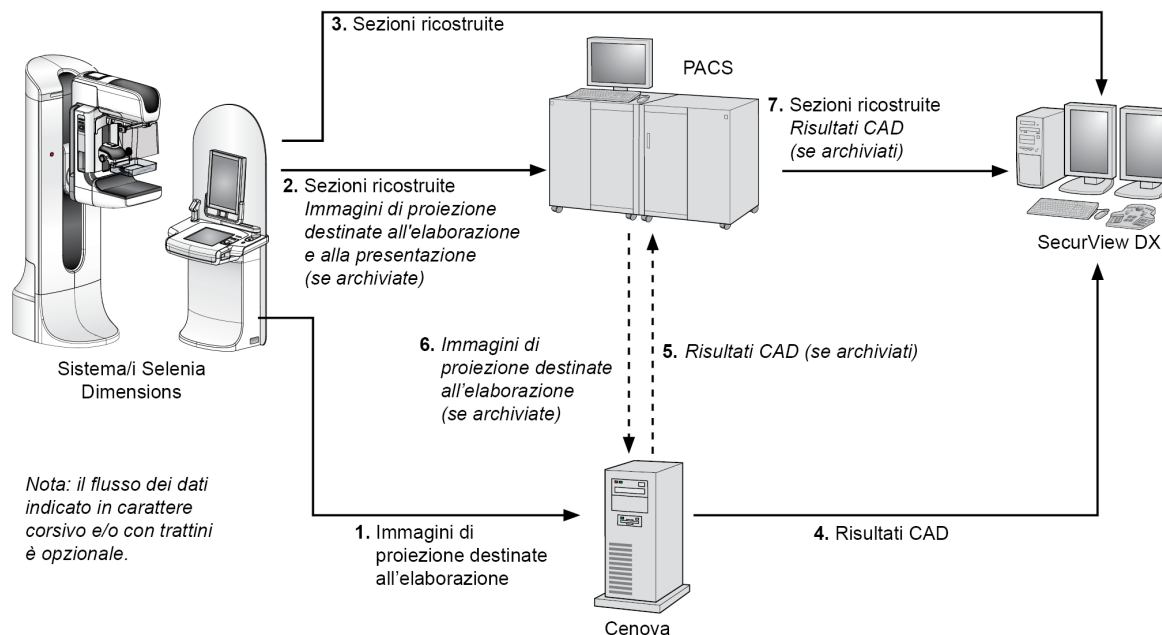 3. Sezioni ricostruite
PACS
7. Sezioni ricostruite
Risultati CAD
(se archiviati)
2. Sezioni ricostruite
Immagini di proiezione
destinate all'elaborazione
e alla presentazione
(se archiviate)
SecurView DX
Sistema/i Selenia
Dimensions
6. Immagini di
proiezione destinate
all'elaborazione
(se archiviate)
5. Risultati CAD (se archiviati)
Nota: il flusso dei dati
indicato in carattere
corsivo e/o con trattini
è opzionale.
1. Immagini di
proiezione destinate
all'elaborazione
4. Risultati CAD
Cenova